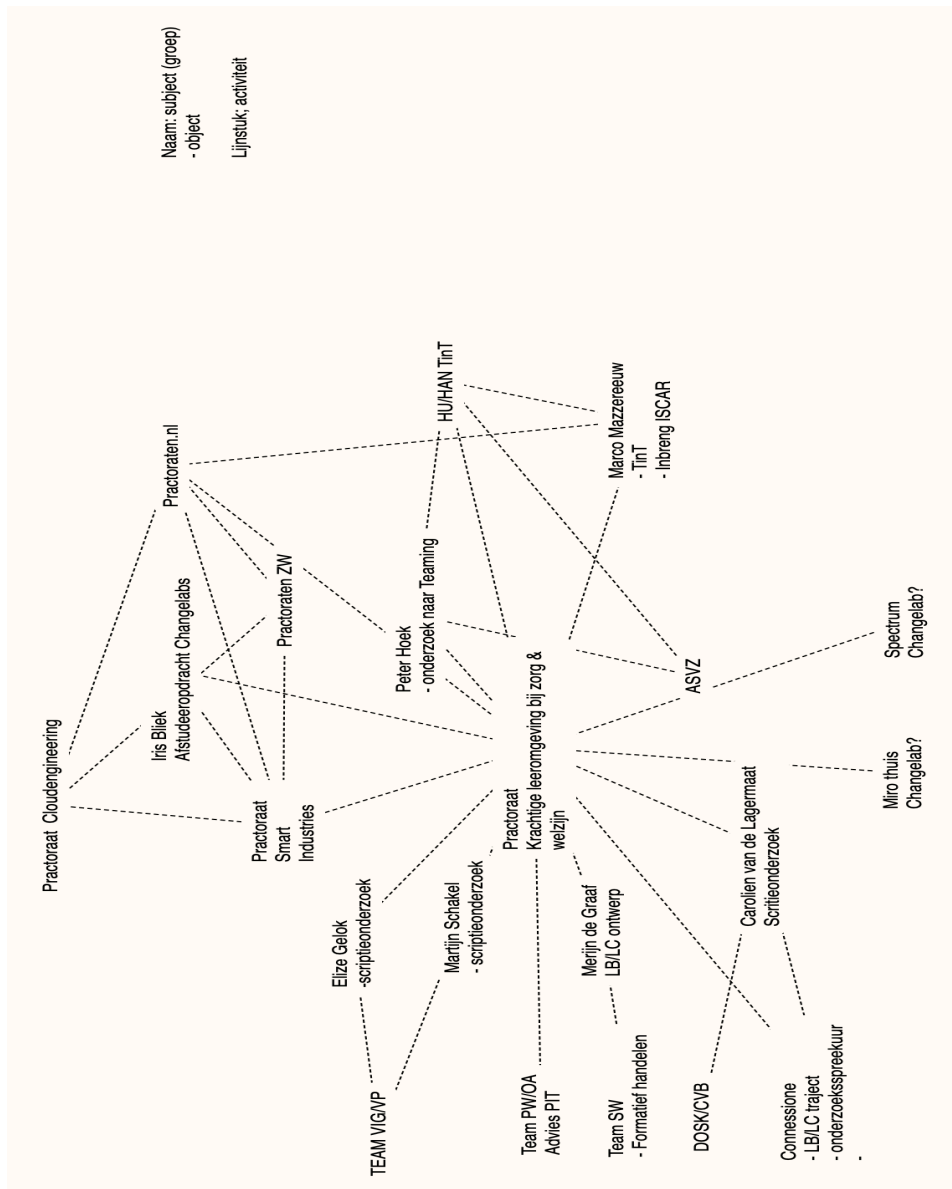 Practoraat Cloudengineering
Iris Bliek
Afstudeeropdracht Changelabs
Practoraten.nl
Naam: subject (groep)
- object
Lijnstuk; activiteit
Practoraat
Smart
Industries
Practoraten ZW
Elize Gelok
-scriptieonderzoek
Peter Hoek
- onderzoek naar Teaming
HU/HAN TinT
TEAM VIG/VP
Martijn Schakel
- scriptieonderzoek
Practoraat
Krachtige leeromgeving bij zorg &
welzijn
Team PW/OA
Advies PIT
Merijn de Graaf
LB/LC ontwerp
Marco Mazzereeuw
- TinT
- Inbreng ISCAR
Team SW
- Formatief handelen
ASVZ
DOSK/CVB
Carolien van de Lagermaat
Scritieonderzoek
Connessione
- LB/LC traject
- onderzoeksspreekuur
-
Miro thuis
Changelab?
Spectrum
Changelab?